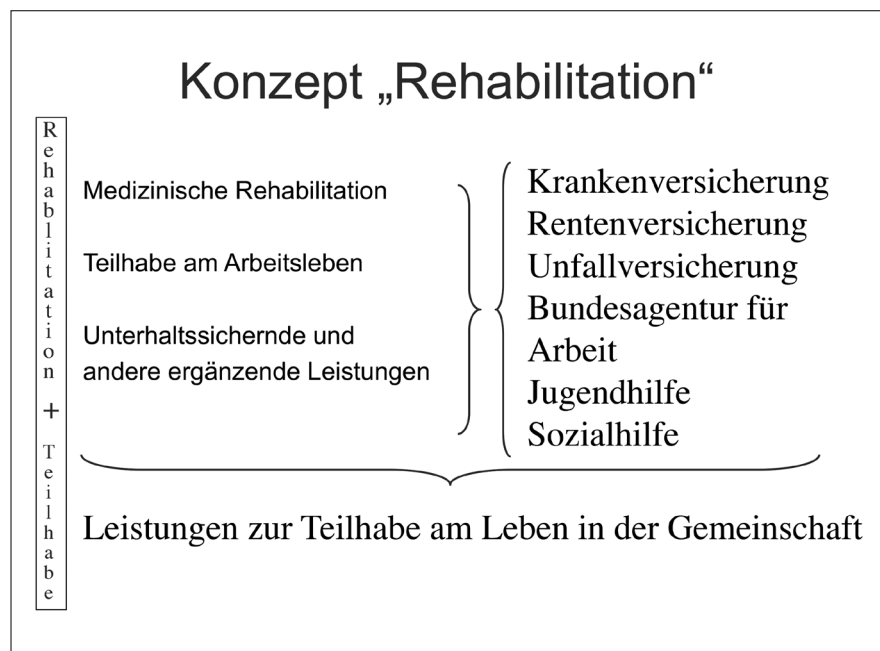 Konzept „Rehabilitation“
Rehablitation + Teilhabe
Medizinische Rehabilitation
Teilhabe am Arbeitsleben
Unterhaltssichernde und
andere ergänzende Leistungen
Krankenversicherung
Rentenversicherung
Unfallversicherung
Bundesagentur für
Arbeit
Jugendhilfe
Sozialhilfe
Leistungen zur Teilhabe am Leben in der Gemeinschaft